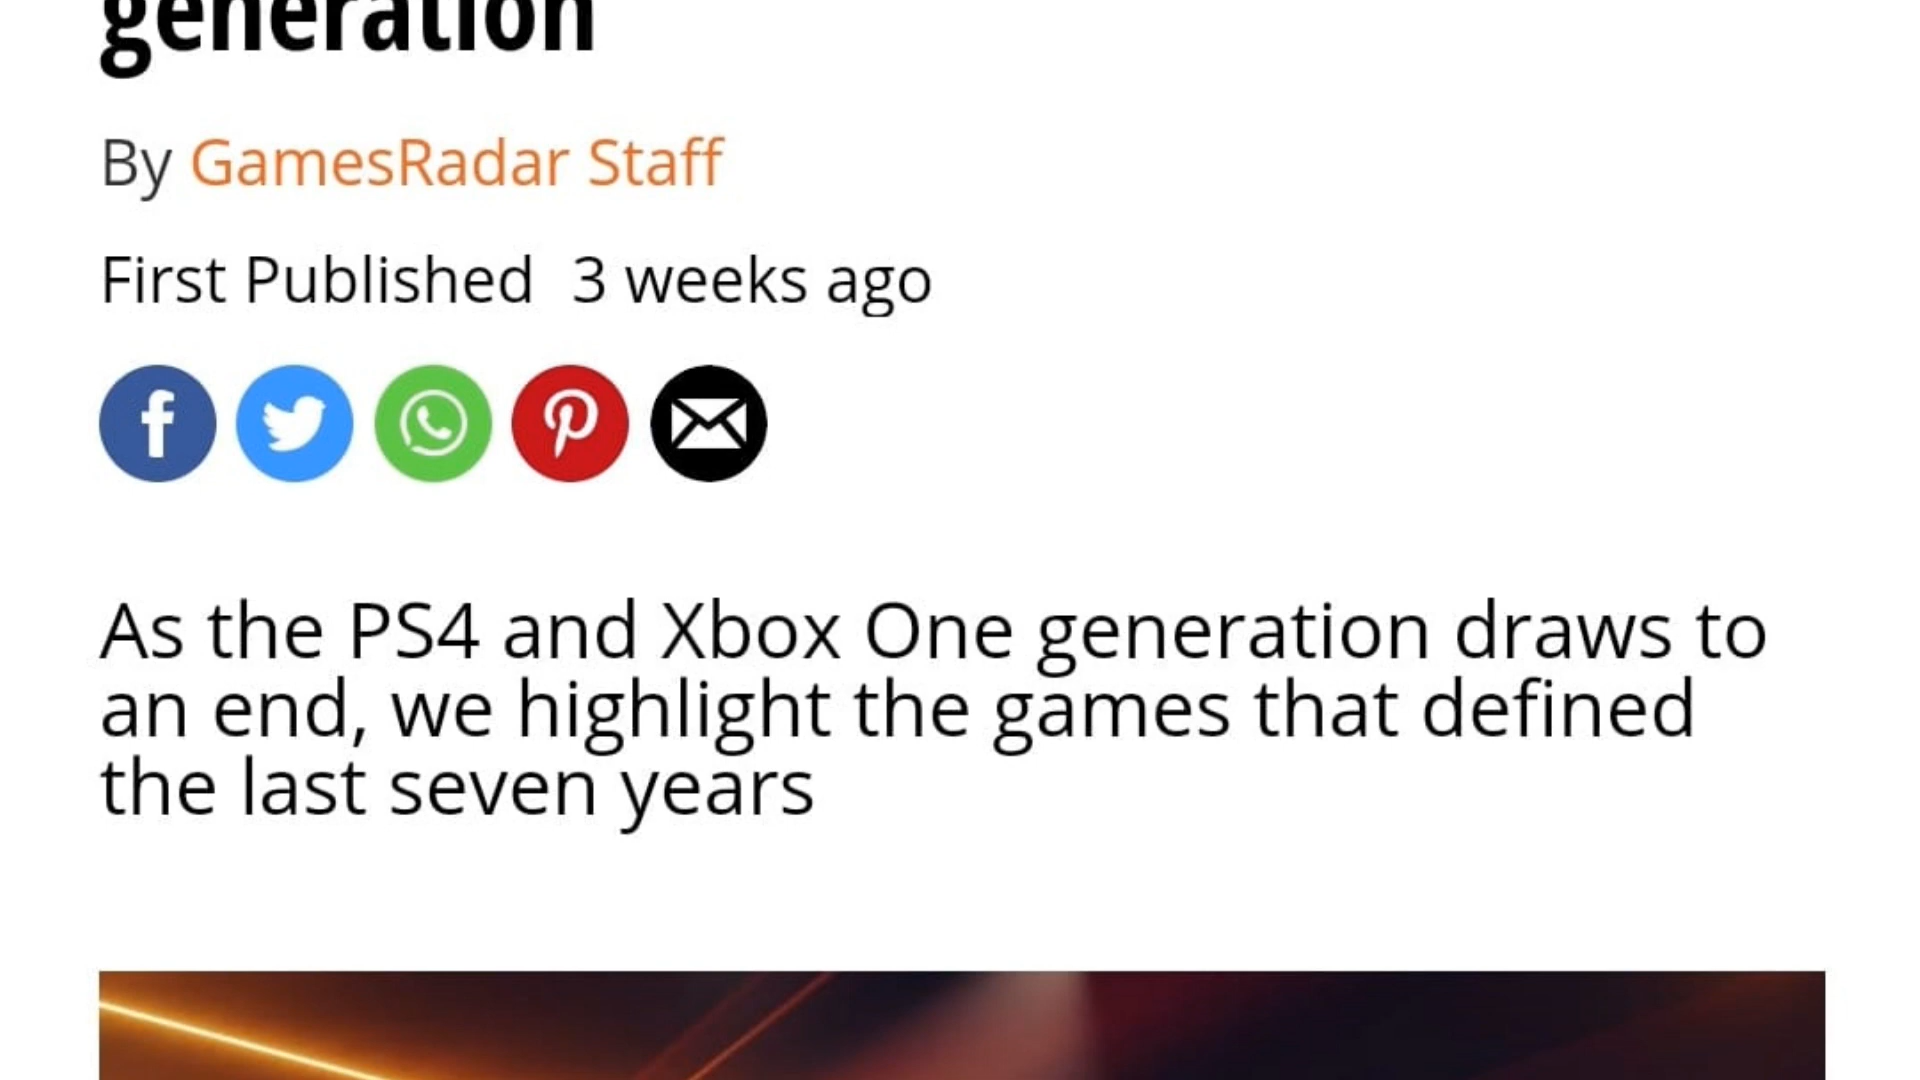 generation
By GamesRadar Staff
First Published 3 weeks ago
As the PS4 and Xbox One generation draws to
an end, we highlight the games that defined
the last seven years